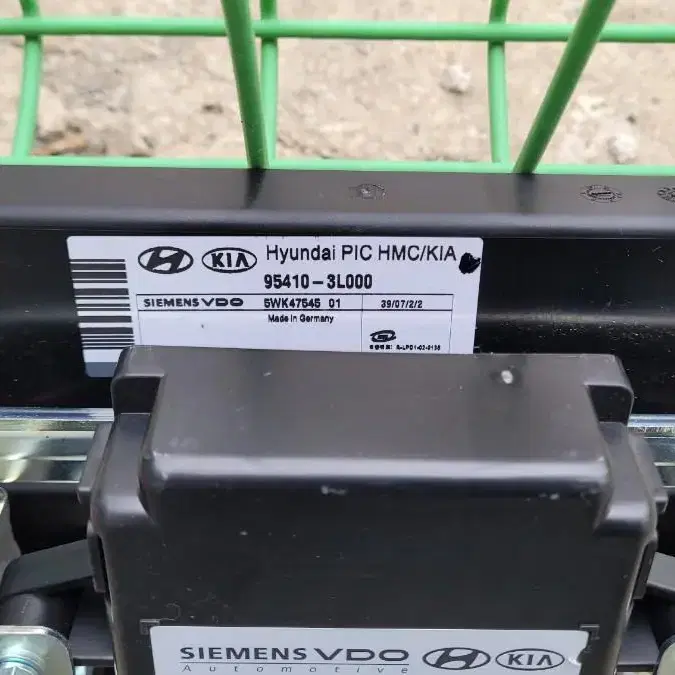 KIA Hyundai PIC HMC/KIA
95410-3L000
SIEMENS VDO 5WK47545 01 39/07/2/2
Made in Germany
SIEMENS VDO KIA
Automotive